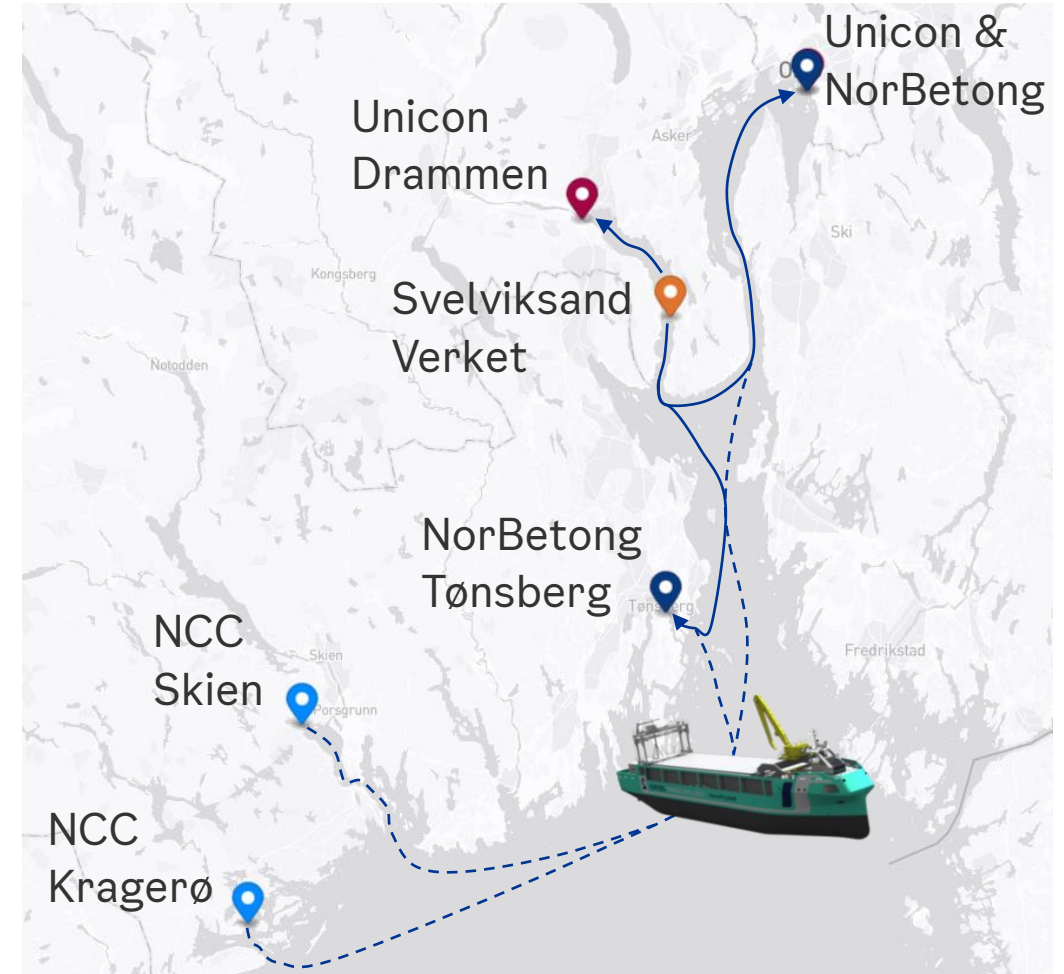 Unicon &
NorBetong
Unicon
Drammen
Asker
Ski
Kongsberg
Svelviksand
Verket
Notodden
NorBetong
Tønsberg
NCC
Skien
Skien
Fredrikstad
Porsgrunn
NCC
Kragerø